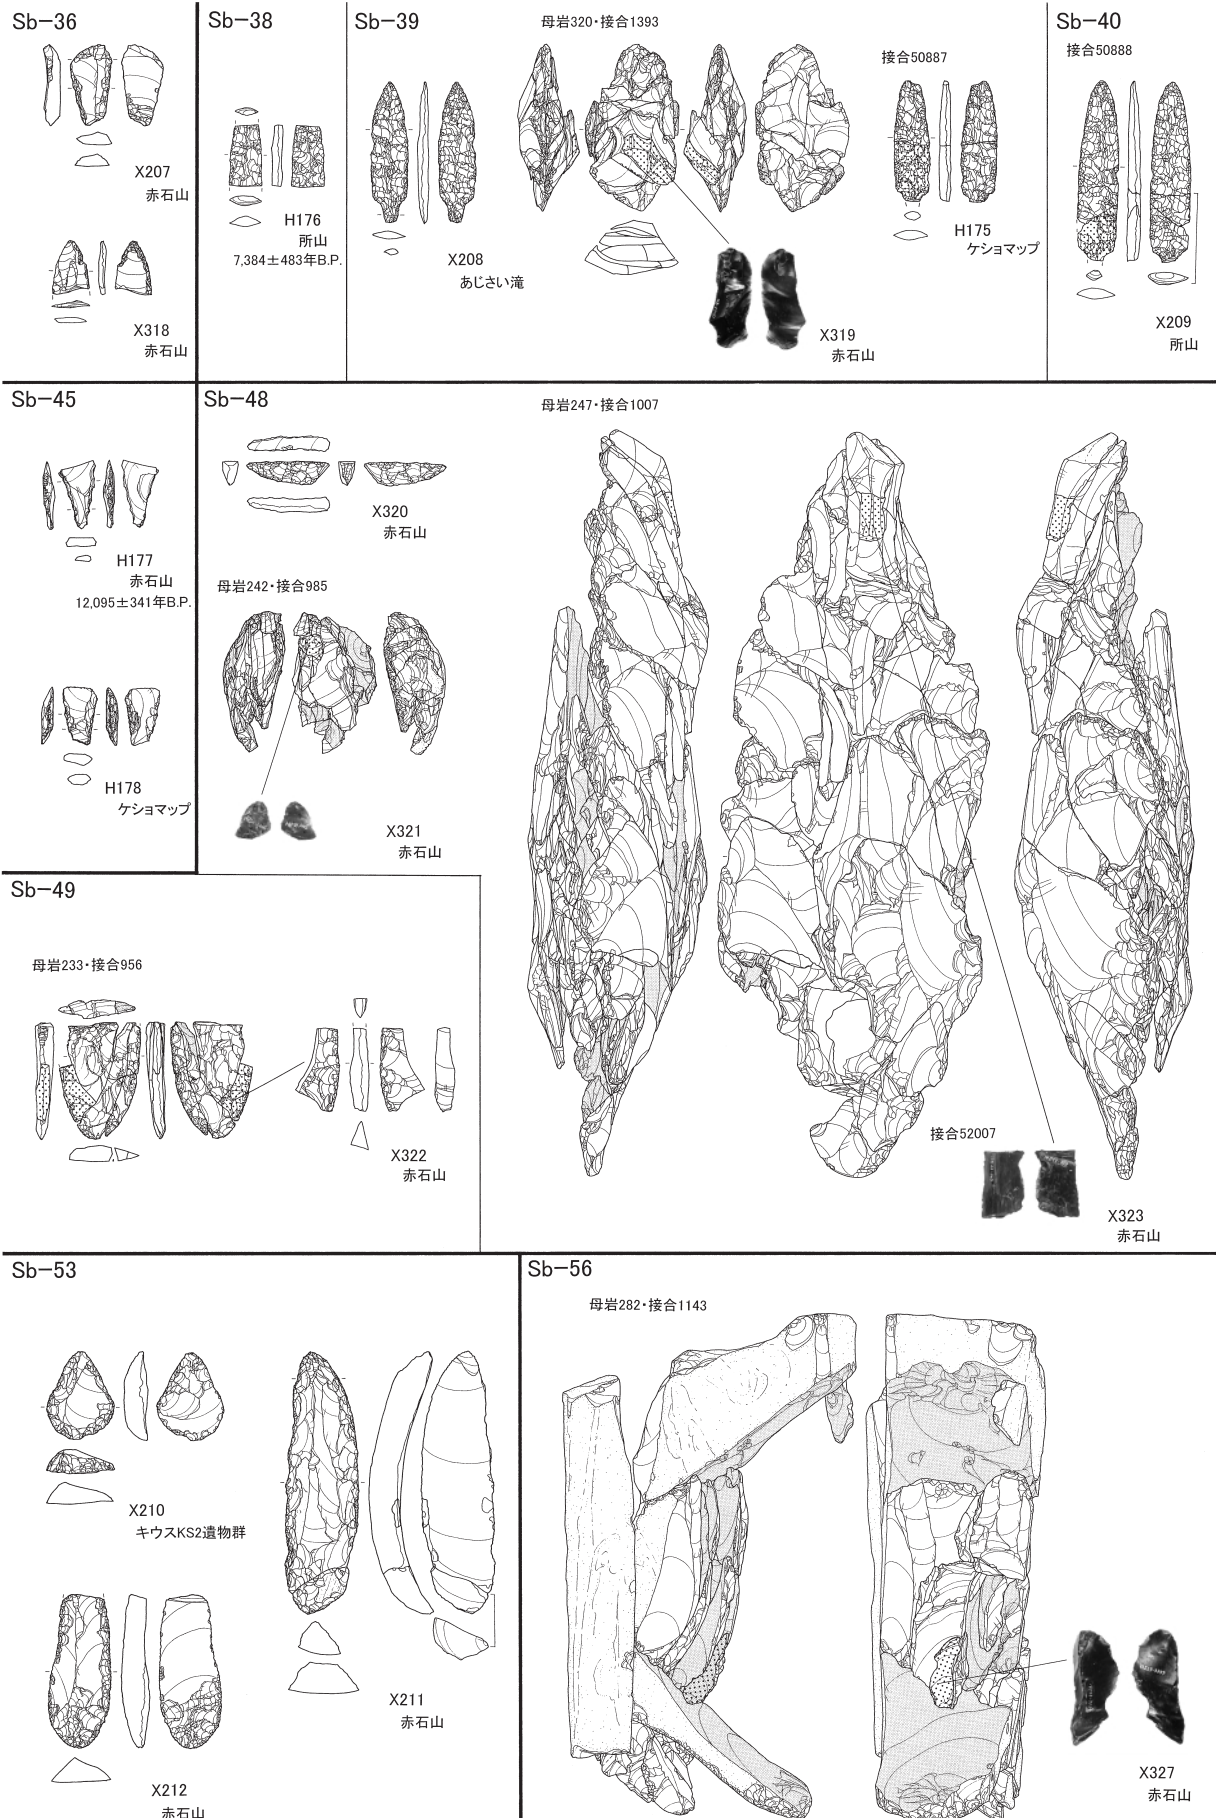 Sb-36
X207
赤石山
X318
赤石山
Sb-38
H176
所山
7,384±483年B.P.
Sb-39
X208
あじさい滝
母岩320・接合1393
X319
赤石山
接合50887
H175
ケショマップ
Sb-40
接合50888
X209
所山
Sb-45
H177
赤石山
12,095±341年B.P.
H178
ケショマップ
Sb-48
X320
赤石山
母岩242・接合985
X321
赤石山
母岩247・接合1007
接合52007
X323
赤石山
Sb-49
母岩233・接合956
X322
赤石山
Sb-53
X210
キウスKS2遺物群
X211
赤石山
X212
赤石山
Sb-56
母岩282・接合1143
X327
赤石山